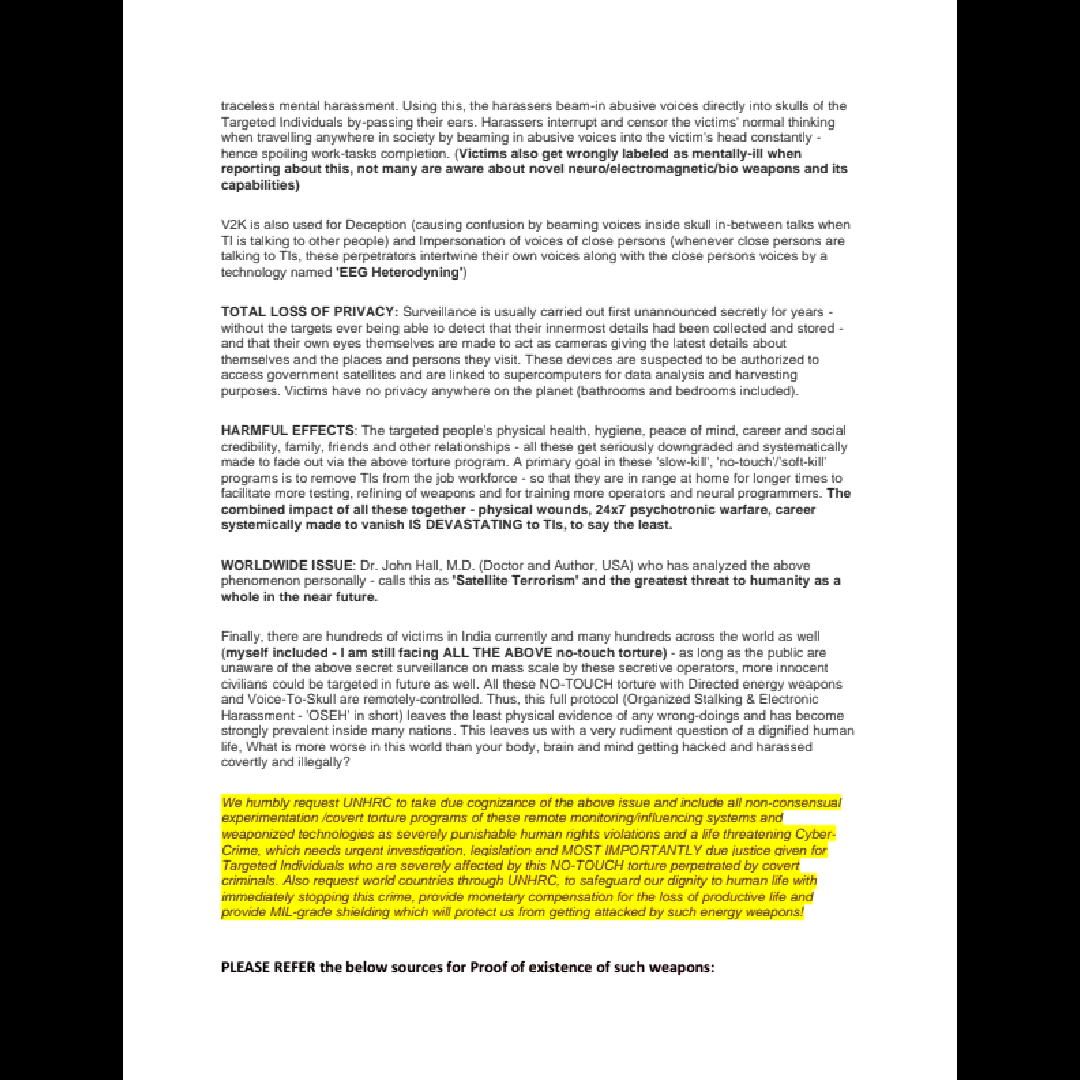 traceless mental harassment. Using this, the harassers beam-in abusive voices directly into skulls of the
Targeted Individuals by-passing their ears. Harassers interrupt and censor the victims' normal thinking
when travelling anywhere in society by beaming in abusive voices into the victim's head constantly -
hence spoiling work-tasks completion. (Victims also get wrongly labeled as mentally-ill when
reporting about this, not many are aware about novel neuro/electromagnetic/bio weapons and its
capabilities)
V2K is also used for Deception (causing confusion by beaming voices inside skull in-between talks when
TI is talking to other people) and Impersonation of voices of close persons (whenever close persons are
talking to TIs, these perpetrators intertwine their own voices along with the close persons voices by a
technology named 'EEG Heterodyning')
TOTAL LOSS OF PRIVACY: Surveillance is usually carried out first unannounced secretly for years -
without the targets ever being able to detect that their innermost details had been collected and stored -
and that their own eyes themselves are made to act as cameras giving the latest details about
themselves and the places and persons they visit. These devices are suspected to be authorized to
access government satellites and are linked to supercomputers for data analysis and harvesting
purposes. Victims have no privacy anywhere on the planet (bathrooms and bedrooms included).
HARMFUL EFFECTS: The targeted people's physical health, hygiene, peace of mind, career and social
credibility, family, friends and other relationships - all these get seriously downgraded and systematically
made to fade out via the above torture program. A primary goal in these 'slow-kill', 'no-touch'/'soft-kill'
programs is to remove TIs from the job workforce - so that they are in range at home for longer times to
facilitate more testing, refining of weapons and for training more operators and neural programmers. The
combined impact of all these together - physical wounds, 24x7 psychotronic warfare, career
systemically made to vanish IS DEVASTATING to TIs, to say the least.
WORLDWIDE ISSUE: Dr. John Hall, M.D. (Doctor and Author, USA) who has analyzed the above
phenomenon personally - calls this as 'Satellite Terrorism' and the greatest threat to humanity as a
whole in the near future.
Finally, there are hundreds of victims in India currently and many hundreds across the world as well
(myself included - I am still facing ALL THE ABOVE no-touch torture) - as long as the public are
unaware of the above secret surveillance on mass scale by these secretive operators, more innocent
civilians could be targeted in future as well. All these NO-TOUCH torture with Directed energy weapons
and Voice-To-Skull are remotely-controlled. Thus, this full protocol (Organized Stalking & Electronic
Harassment - 'OSEH' in short) leaves the least physical evidence of any wrong-doings and has become
strongly prevalent inside many nations. This leaves us with a very rudiment question of a dignified human
life, What is more worse in this world than your body, brain and mind getting hacked and harassed
covertly and illegally?
We humbly request UNHRC to take due cognizance of the above issue and include all non-consensual
experimentation /covert torture programs of these remote monitoring/influencing systems and
weaponized technologies as severely punishable human rights violations and a life threatening Cyber-
Crime, which needs urgent investigation, legislation and MOST IMPORTANTLY due justice given for
Targeted Individuals who are severely affected by this NO-TOUCH torture perpetrated by covert
criminals. Also request world countries through UNHRC, to safeguard our dignity to human life with
immediately stopping this crime, provide monetary compensation for the loss of productive life and
provide MIL-grade shielding which will protect us from getting attacked by such energy weapons!
PLEASE REFER the below sources for Proof of existence of such weapons: